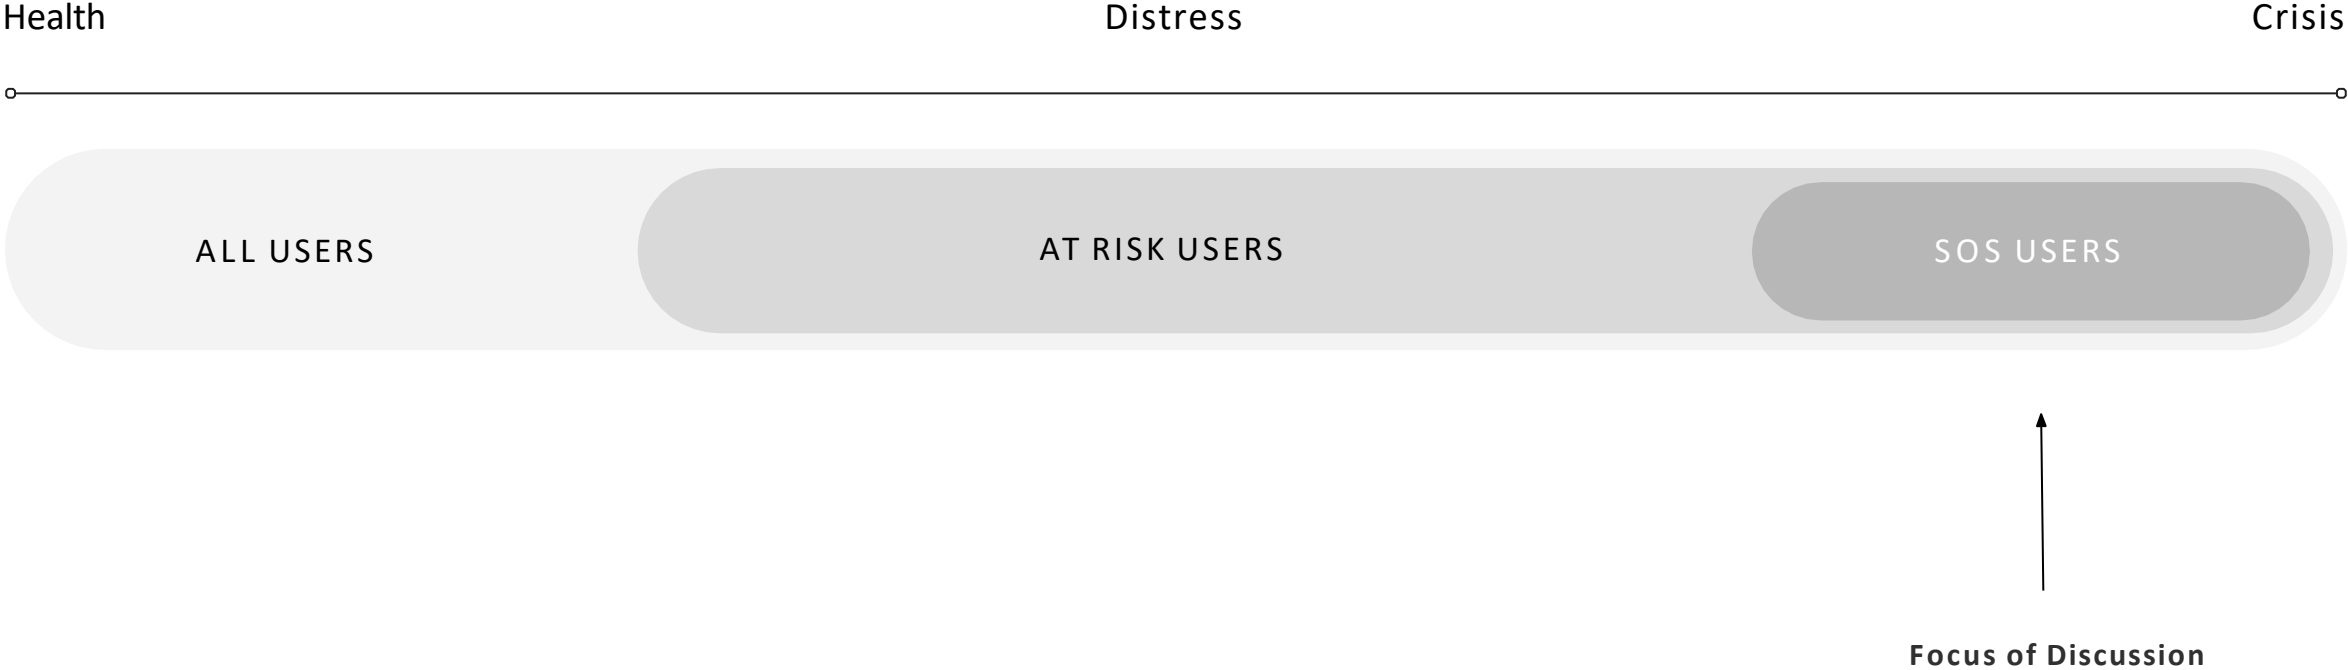 Health Distress Crisis
ALL USERS AT RISK USERS SOS USERS
Focus of Discussion